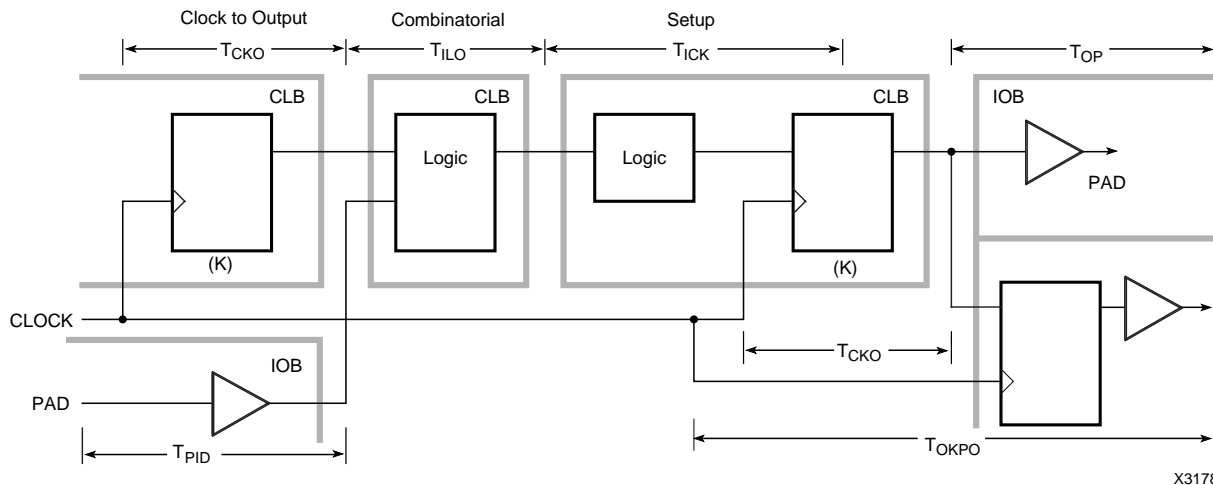 Clock to Output
Combinatorial
Setup
TCKO
TILO
TICK
TOP
CLB
CLB
CLB
IOB
Logic
Logic
PAD
(K)
(K)
CLOCK
TCKO
IOB
PAD
TPID
TOKPO
X3178